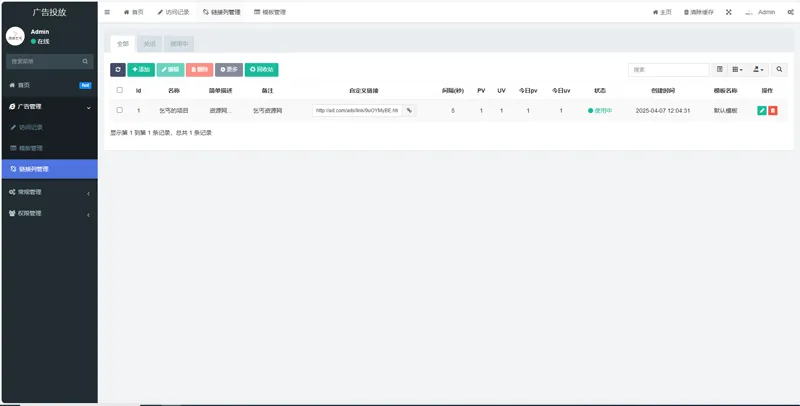 广告投放
Admin
在线
搜索菜单
首页
hot
广告管理
访问记录
模板管理
链接列管理
常规管理
权限管理
首页 访问记录 链接列管理 模板管理
主页 清除缓存 Admin
全部 关闭 使用中
添加 编辑 删除 更多 回收站
搜索
Id 名称 简单描述 备注 自定义链接 间隔(秒) PV UV 今日pv 今日uv 状态 创建时间 模板名称 操作
1 乞丐的项目 资源网... 乞丐资源网 5 1 1 1 1 使用中 2025-04-07 12:04:31 默认模板
显示第 1 到第 1 条记录，总共 1 条记录